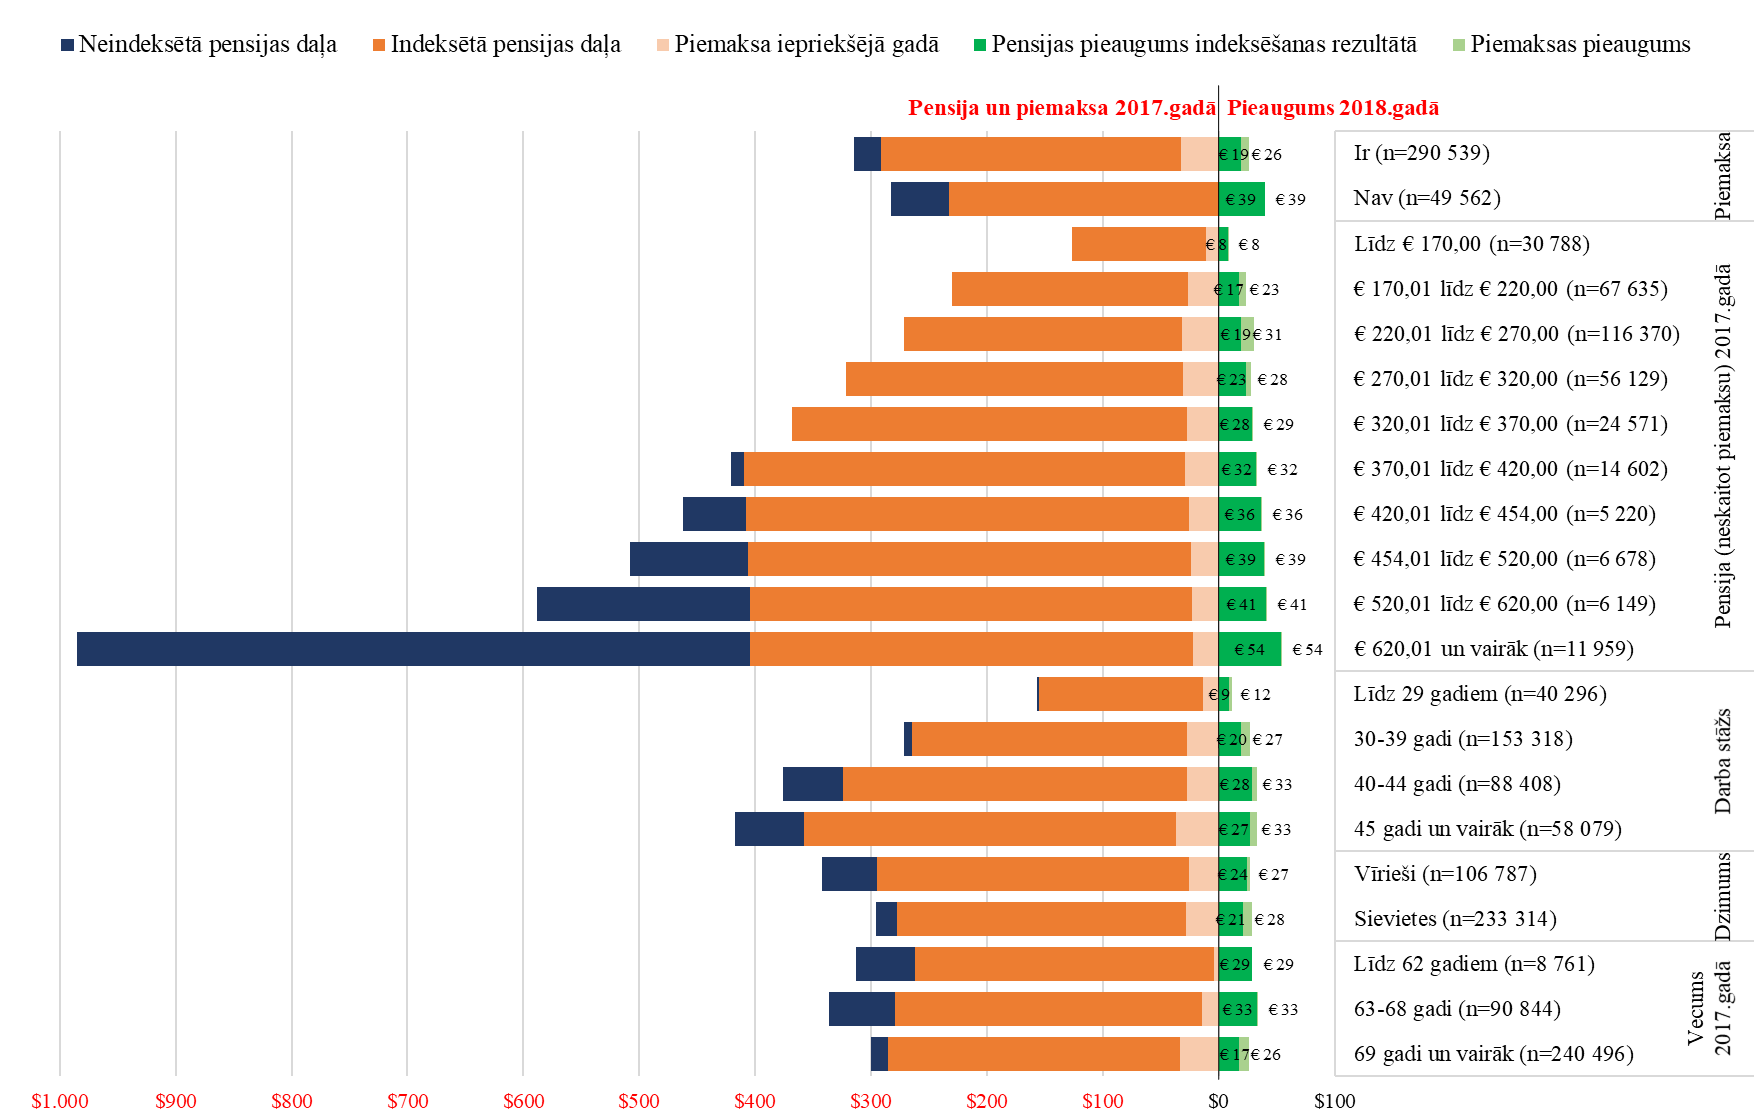 Neindeksētā pensijas daļa Indeksētā pensijas daļa Piemaksa iepriekšējā gadā Pensijas pieaugums indeksēšanas rezultātā Piemaksas pieaugums
Pensija un piemaksa 2017.gadā Pieaugums 2018.gadā
€ 19 € 26 Ir (n=290 539)
€ 39 € 39 Nav (n=49 562)
Piemaksa
€ 8 € 8 Līdz € 170,00 (n=30 788)
€ 17 € 23 € 170,01 līdz € 220,00 (n=67 635)
€ 19 € 31 € 220,01 līdz € 270,00 (n=116 370)
€ 23 € 28 € 270,01 līdz € 320,00 (n=56 129)
€ 28 € 29 € 320,01 līdz € 370,00 (n=24 571)
€ 32 € 32 € 370,01 līdz € 420,00 (n=14 602)
€ 36 € 36 € 420,01 līdz € 454,00 (n=5 220)
€ 39 € 39 € 454,01 līdz € 520,00 (n=6 678)
€ 41 € 41 € 520,01 līdz € 620,00 (n=6 149)
€ 54 € 54 € 620,01 un vairāk (n=11 959)
Pensija (neskaitot piemaksu) 2017.gadā
€ 9 € 12 Līdz 29 gadiem (n=40 296)
€ 20 € 27 30-39 gadi (n=153 318)
€ 28 € 33 40-44 gadi (n=88 408)
€ 27 € 33 45 gadi un vairāk (n=58 079)
Darba stāžs
€ 24 € 27 Vīrieši (n=106 787)
€ 21 € 28 Sievietes (n=233 314)
Dzimums
€ 29 € 29 Līdz 62 gadiem (n=8 761)
€ 33 € 33 63-68 gadi (n=90 844)
€ 17 € 26 69 gadi un vairāk (n=240 496)
Vecums
2017.gadā
$1.000 $900 $800 $700 $600 $500 $400 $300 $200 $100 $0 $100